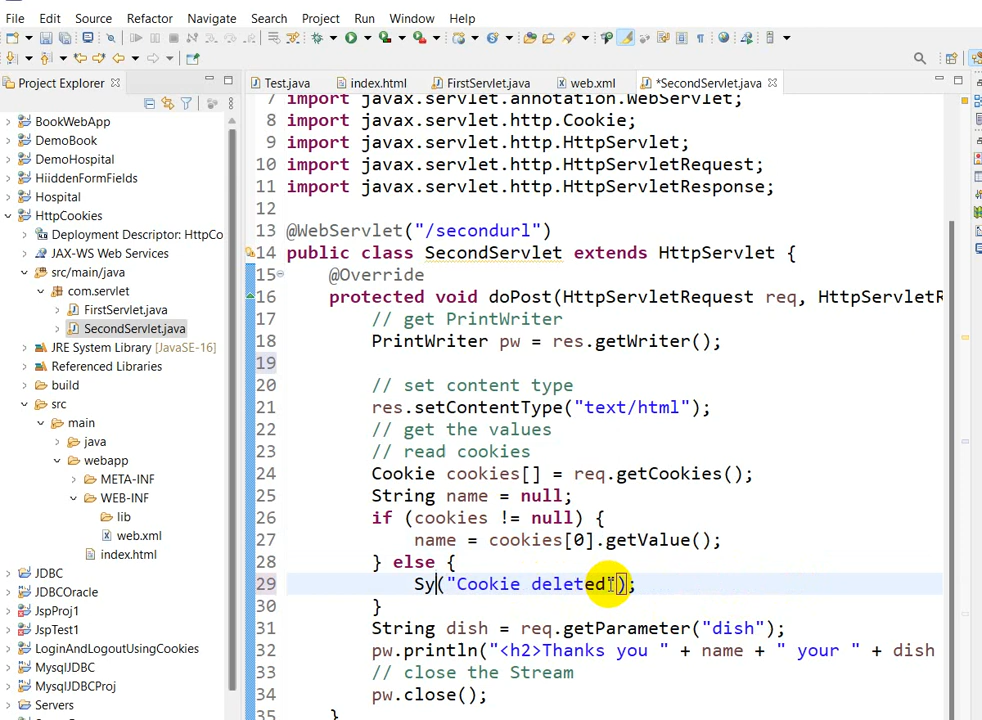 File Edit Source Refactor Navigate Search Project Run Window Help
Project Explorer
Test.java index.html FirstServlet.java web.xml *SecondServlet.java
BookWebApp
DemoBook
DemoHospital
HiiddenFormFields
Hospital
HttpCookies
Deployment Descriptor: HttpCo
JAX-WS Web Services
src/main/java
com.servlet
FirstServlet.java
SecondServlet.java
JRE System Library [JavaSE-16]
Referenced Libraries
build
src
main
java
webapp
META-INF
WEB-INF
lib
web.xml
index.html
JDBC
JDBCOracle
JspProj1
JspTest1
LoginAndLogoutUsingCookies
MysqlJDBC
MysqlJDBCProj
Servers
7 import javax.servlet.annotation.WebServlet;
8 import javax.servlet.http.Cookie;
9 import javax.servlet.http.HttpServlet;
10 import javax.servlet.http.HttpServletRequest;
11 import javax.servlet.http.HttpServletResponse;
12
13 @WebServlet("/secondurl")
14 public class SecondServlet extends HttpServlet {
15 @Override
16 protected void doPost(HttpServletRequest req, HttpServletR
17 // get PrintWriter
18 PrintWriter pw = res.getWriter();
19
20 // set content type
21 res.setContentType("text/html");
22 // get the values
23 // read cookies
24 Cookie cookies[] = req.getCookies();
25 String name = null;
26 if (cookies != null) {
27 name = cookies[0].getValue();
28 } else {
29 Sy("Cookie deleted");
30 }
31 String dish = req.getParameter("dish");
32 pw.println("<h2>Thanks you " + name + " your " + dish
33 // close the Stream
34 pw.close();
35 }